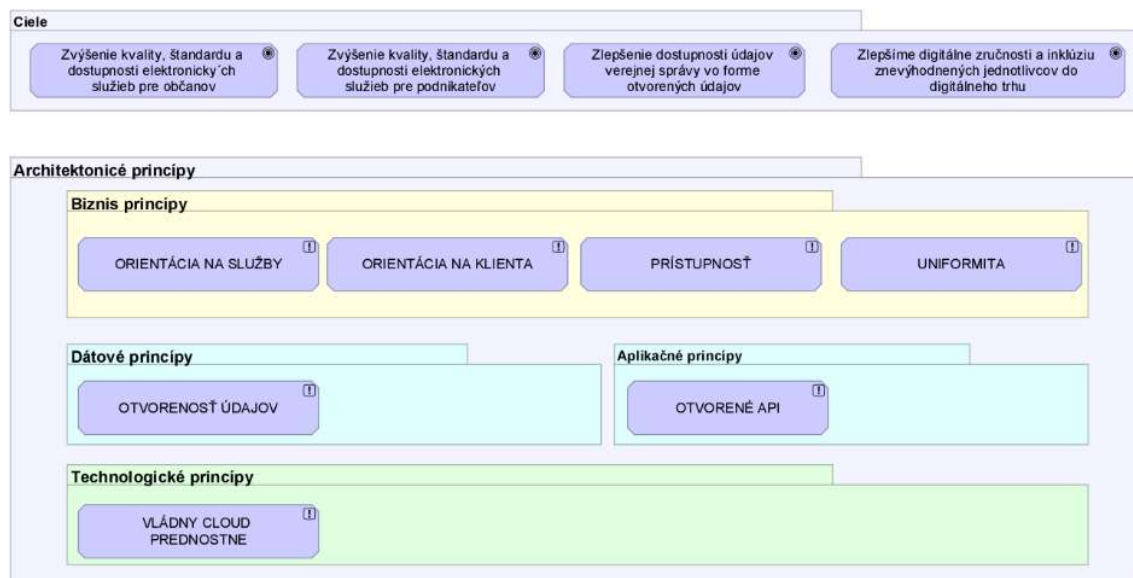 Ciele
Zvýšenie kvality, štandardu a
dostupnosti elektronicky´ch
služieb pre občanov
Zvýšenie kvality, štandardu a
dostupnosti elektronických
služieb pre podnikateľov
Zlepšenie dostupnosti údajov
verejnej správy vo forme
otvorených údajov
Zlepšíme digitálne zručnosti a inklúziu
znevýhodnených jednotlivcov do
digitálneho trhu
Architektonicé princípy
Biznis princípy
ORIENTÁCIA NA SLUŽBY
ORIENTÁCIA NA KLIENTA
PRÍSTUPNOSŤ
UNIFORMITA
Dátové princípy
OTVORENOSŤ ÚDAJOV
Aplikačné princípy
OTVORENÉ API
Technologické princípy
VLÁDNY CLOUD
PREDNOSTNE